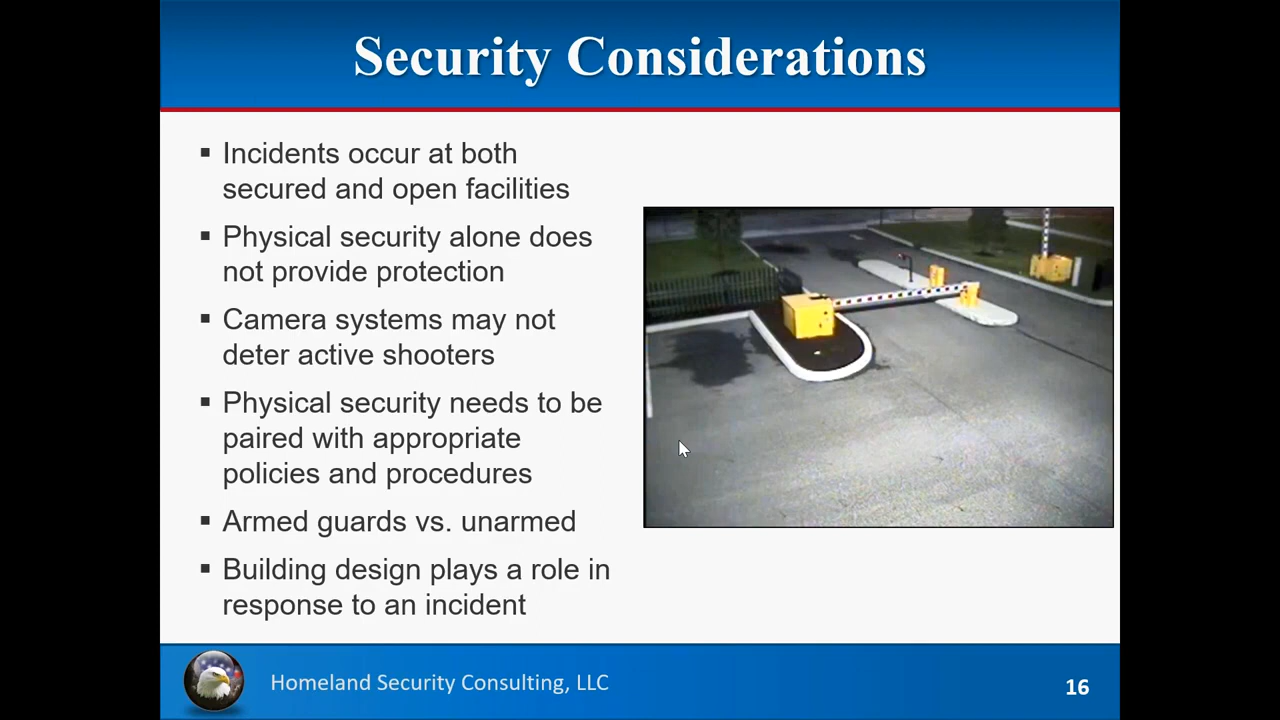 Security Considerations
▪ Incidents occur at both
secured and open facilities
▪ Physical security alone does
not provide protection
▪ Camera systems may not
deter active shooters
▪ Physical security needs to be
paired with appropriate
policies and procedures
▪ Armed guards vs. unarmed
▪ Building design plays a role in
response to an incident
Homeland Security Consulting, LLC
16